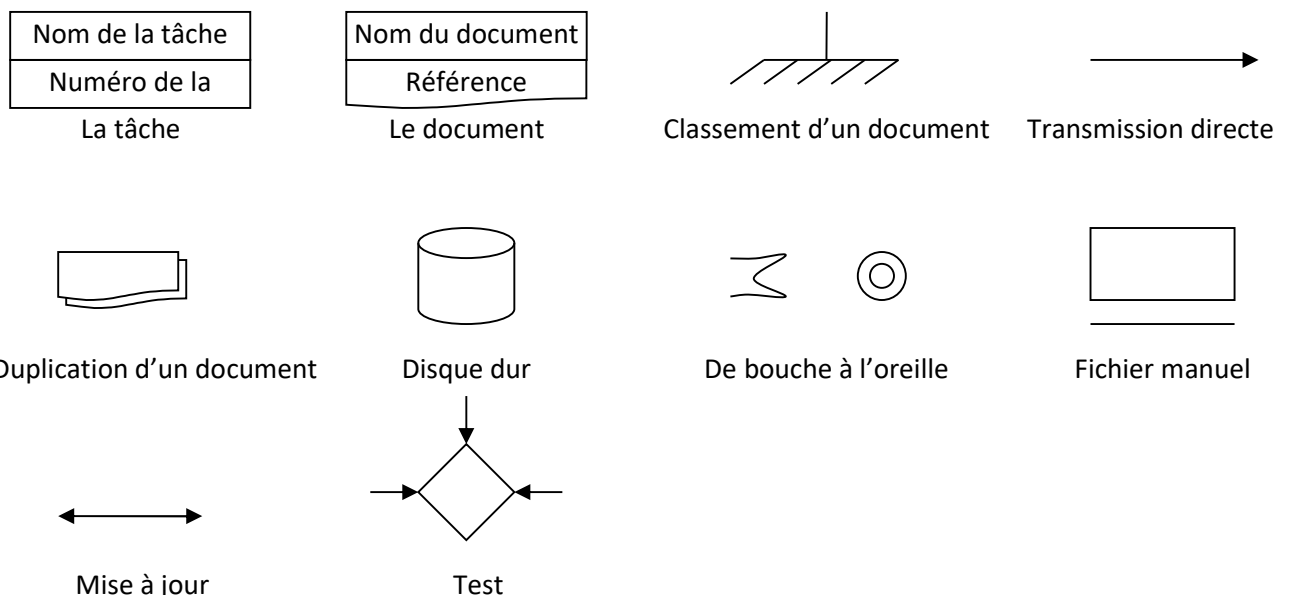 Nom de la tâche
Numéro de la
La tâche
Nom du document
Référence
Le document
Classement d’un document
Transmission directe
Duplication d’un document
Disque dur
De bouche à l’oreille
Fichier manuel
Mise à jour
Test